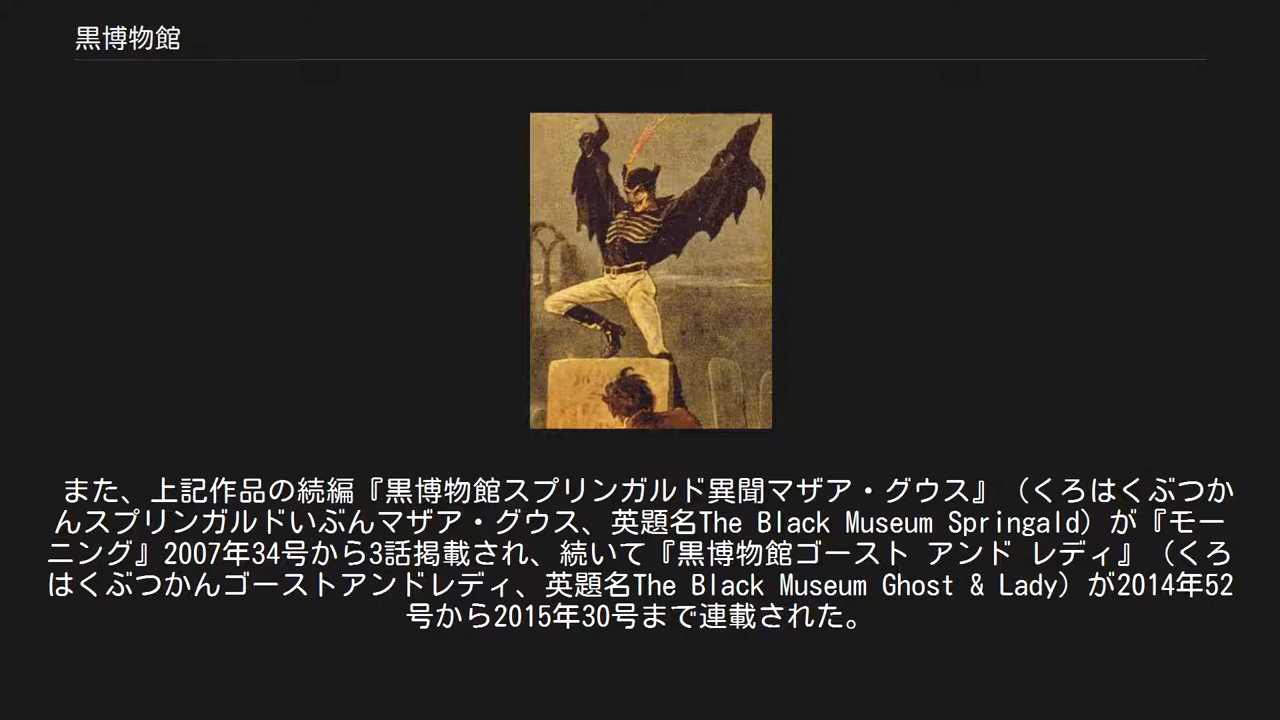 黒博物館
また、上記作品の続編『黒博物館スプリンガルド異聞マザア・グウス』（くろはくぶつか
んスプリンガルドいぶんマザア・グウス、英題名The Black Museum Springald）が『モー
ニング』2007年34号から3話掲載され、続いて『黒博物館ゴースト アンド レディ』（くろ
はくぶつかんゴーストアンドレディ、英題名The Black Museum Ghost & Lady）が2014年52
号から2015年30号まで連載された。